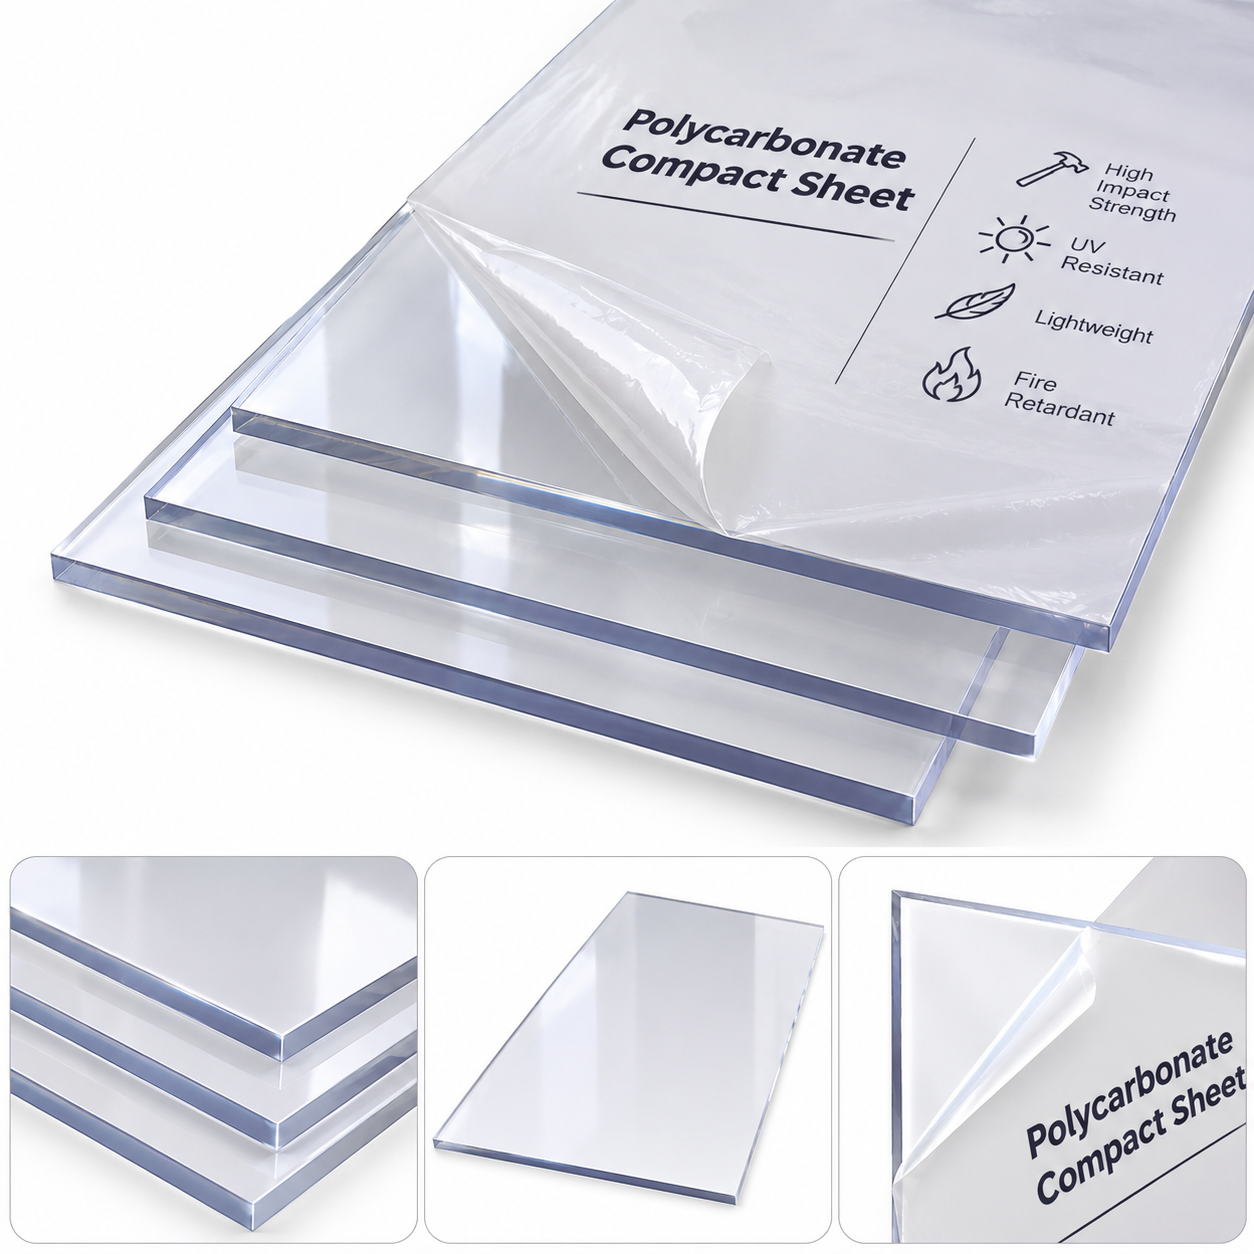 Polycarbonate
Compact Sheet
High
Impact
Strength
UV
Resistant
Lightweight
Fire
Retardant
Polycarbonate
Compact Sheet